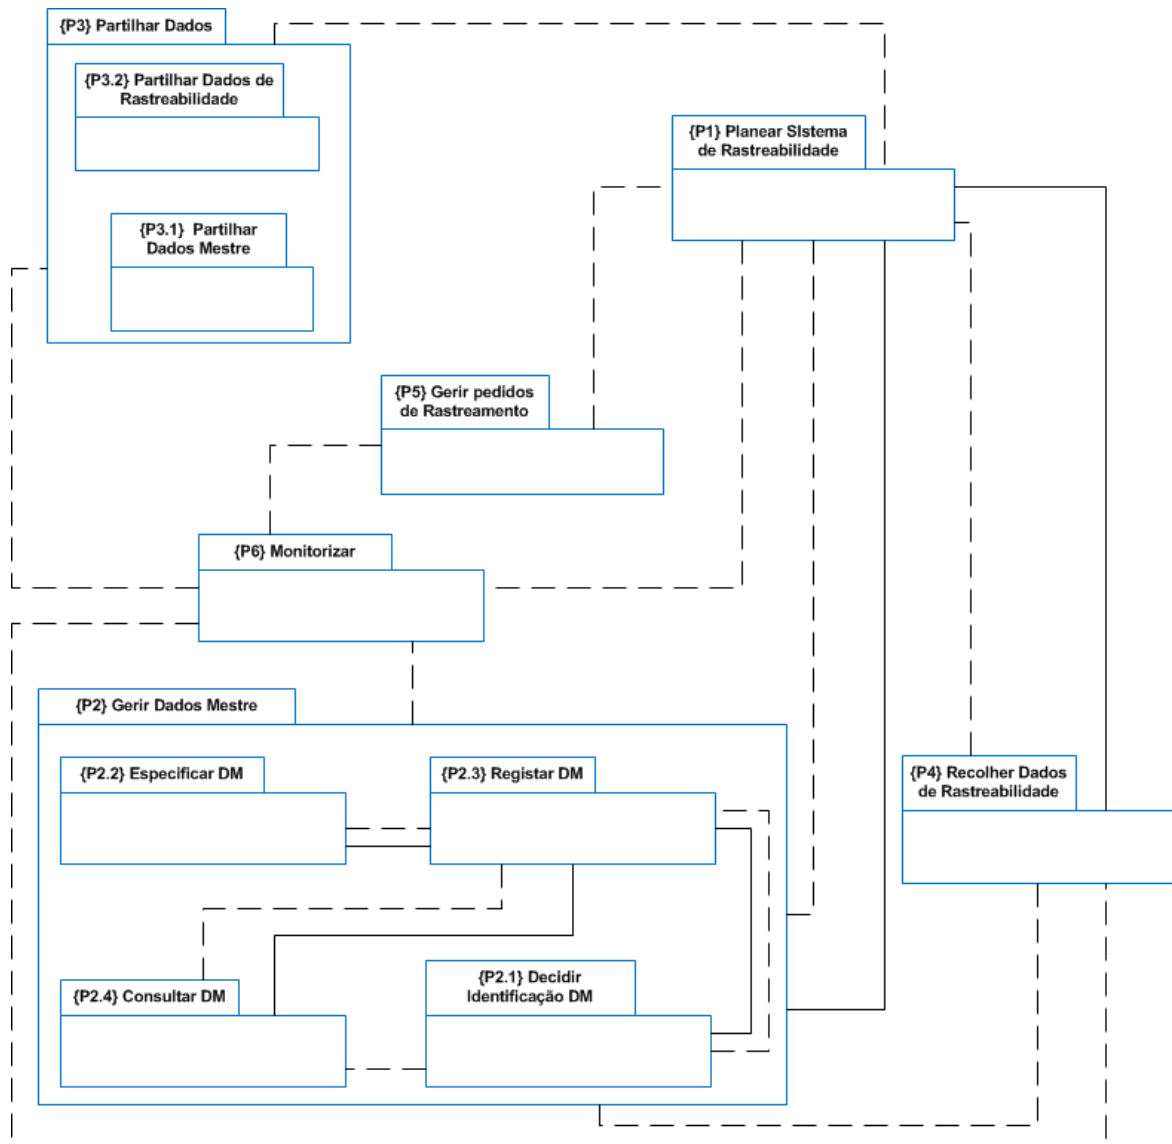 {P3} Partilhar Dados
{P3.2} Partilhar Dados de
Rastreabilidade
{P1} Planear SIstema
de Rastreabilidade
{P3.1} Partilhar
Dados Mestre
{P5} Gerir pedidos
de Rastreamento
{P6} Monitorizar
{P2} Gerir Dados Mestre
{P2.2} Especificar DM
{P2.3} Registar DM
{P4} Recolher Dados
de Rastreabilidade
{P2.4} Consultar DM
{P2.1} Decidir
Identificação DM